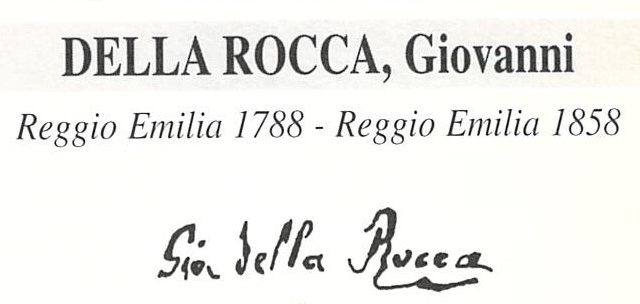 DELLA ROCCA, Giovanni
Reggio Emilia 1788 - Reggio Emilia 1858
Gio. della Rocca